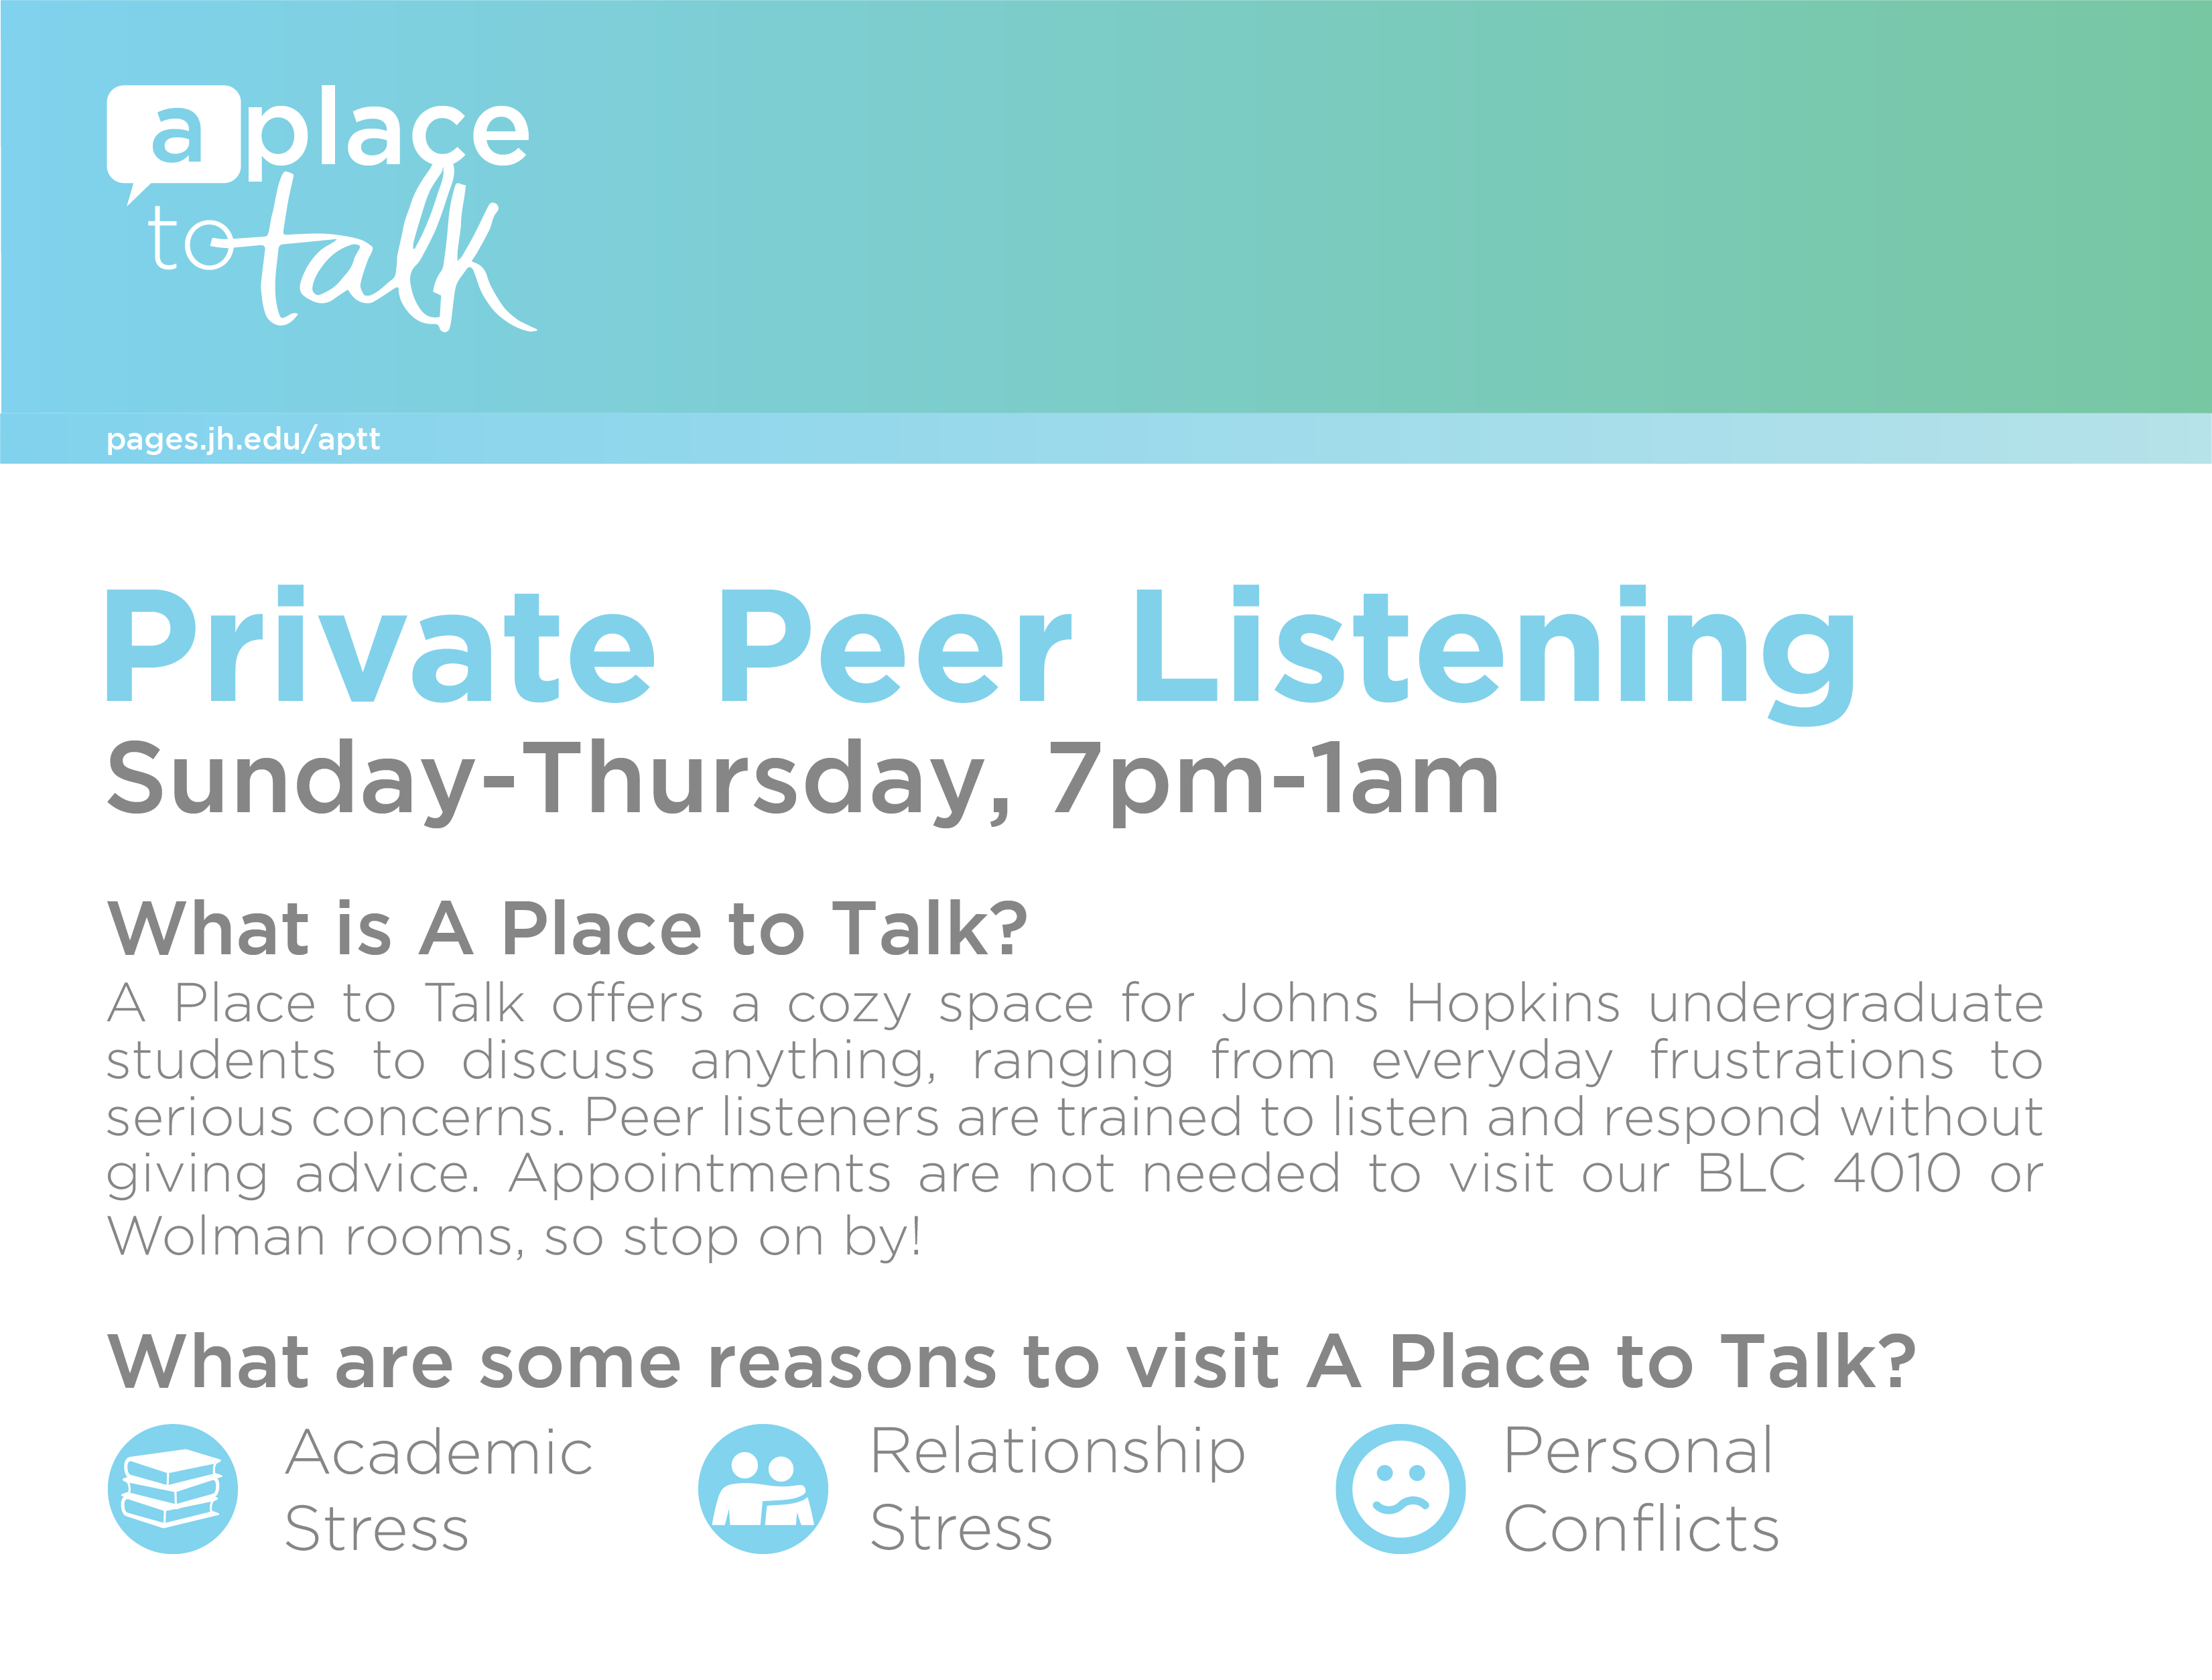 a place
to talk
pages.jh.edu/aptt
Private Peer Listening
Sunday-Thursday, 7pm-1am
What is A Place to Talk?
A Place to Talk offers a cozy space for Johns Hopkins undergraduate
students to discuss anything, ranging from everyday frustrations to
serious concerns. Peer listeners are trained to listen and respond without
giving advice. Appointments are not needed to visit our BLC 4010 or
Wolman rooms, so stop on by!
What are some reasons to visit A Place to Talk?
Academic
Stress
Relationship
Stress
Personal
Conflicts